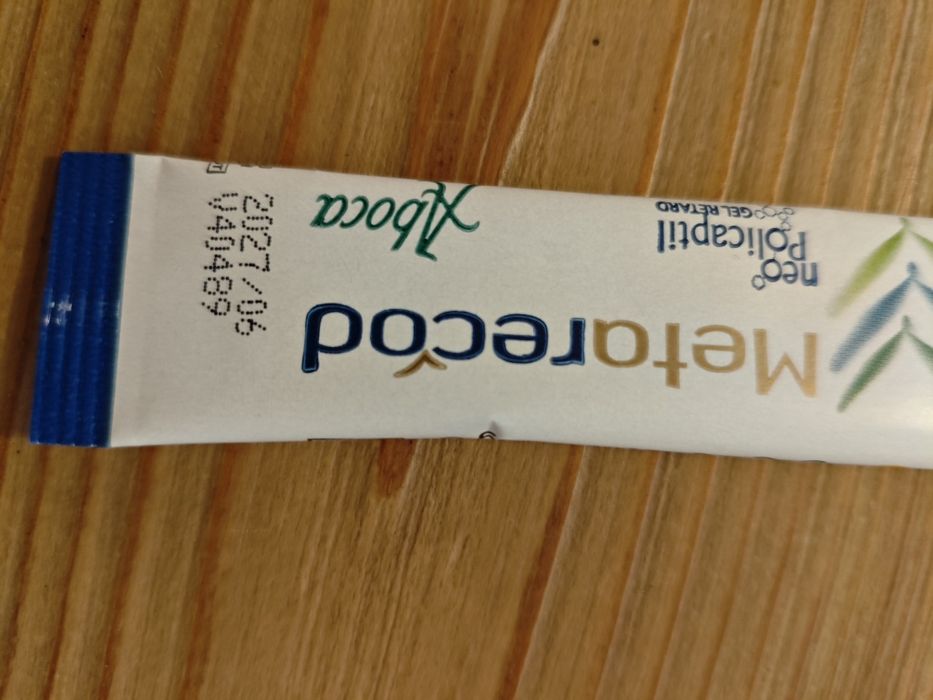 Metarecod
neo
Policaptil
GEL RETARD
Aboca
2027/06
V40489